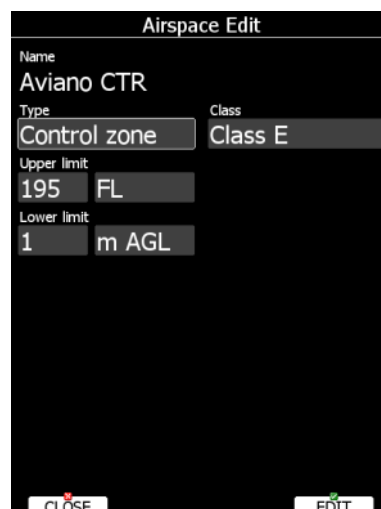 Airspace Edit
Name
Aviano CTR
Type Class
Control zone Class E
Upper limit
195 FL
Lower limit
1 m AGL
CLOSE EDIT